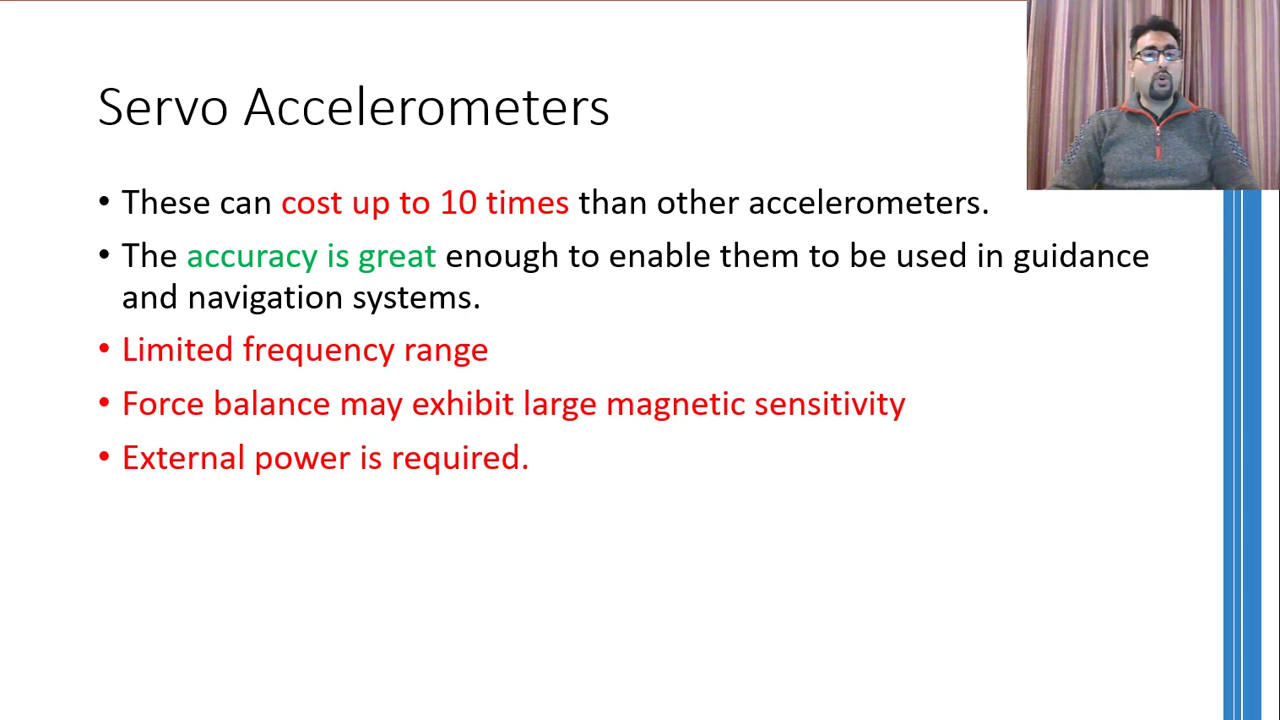 Servo Accelerometers
• These can cost up to 10 times than other accelerometers.
• The accuracy is great enough to enable them to be used in guidance
and navigation systems.
• Limited frequency range
• Force balance may exhibit large magnetic sensitivity
• External power is required.